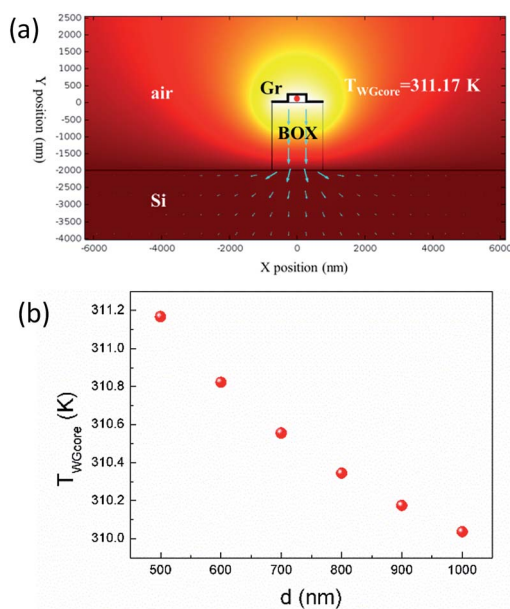 (a)
2500
2000
1500
1000
500
0
-500
-1000
-1500
-2000
-2500
-3000
-3500
-4000
Y position (nm)
air
Gr
T_WGcore=311.17 K
BOX
Si
-6000 -4000 -2000 0 2000 4000 6000
X position (nm)
(b)
311.2
311.0
310.8
310.6
310.4
310.2
310.0
T_WGcore (K)
500 600 700 800 900 1000
d (nm)